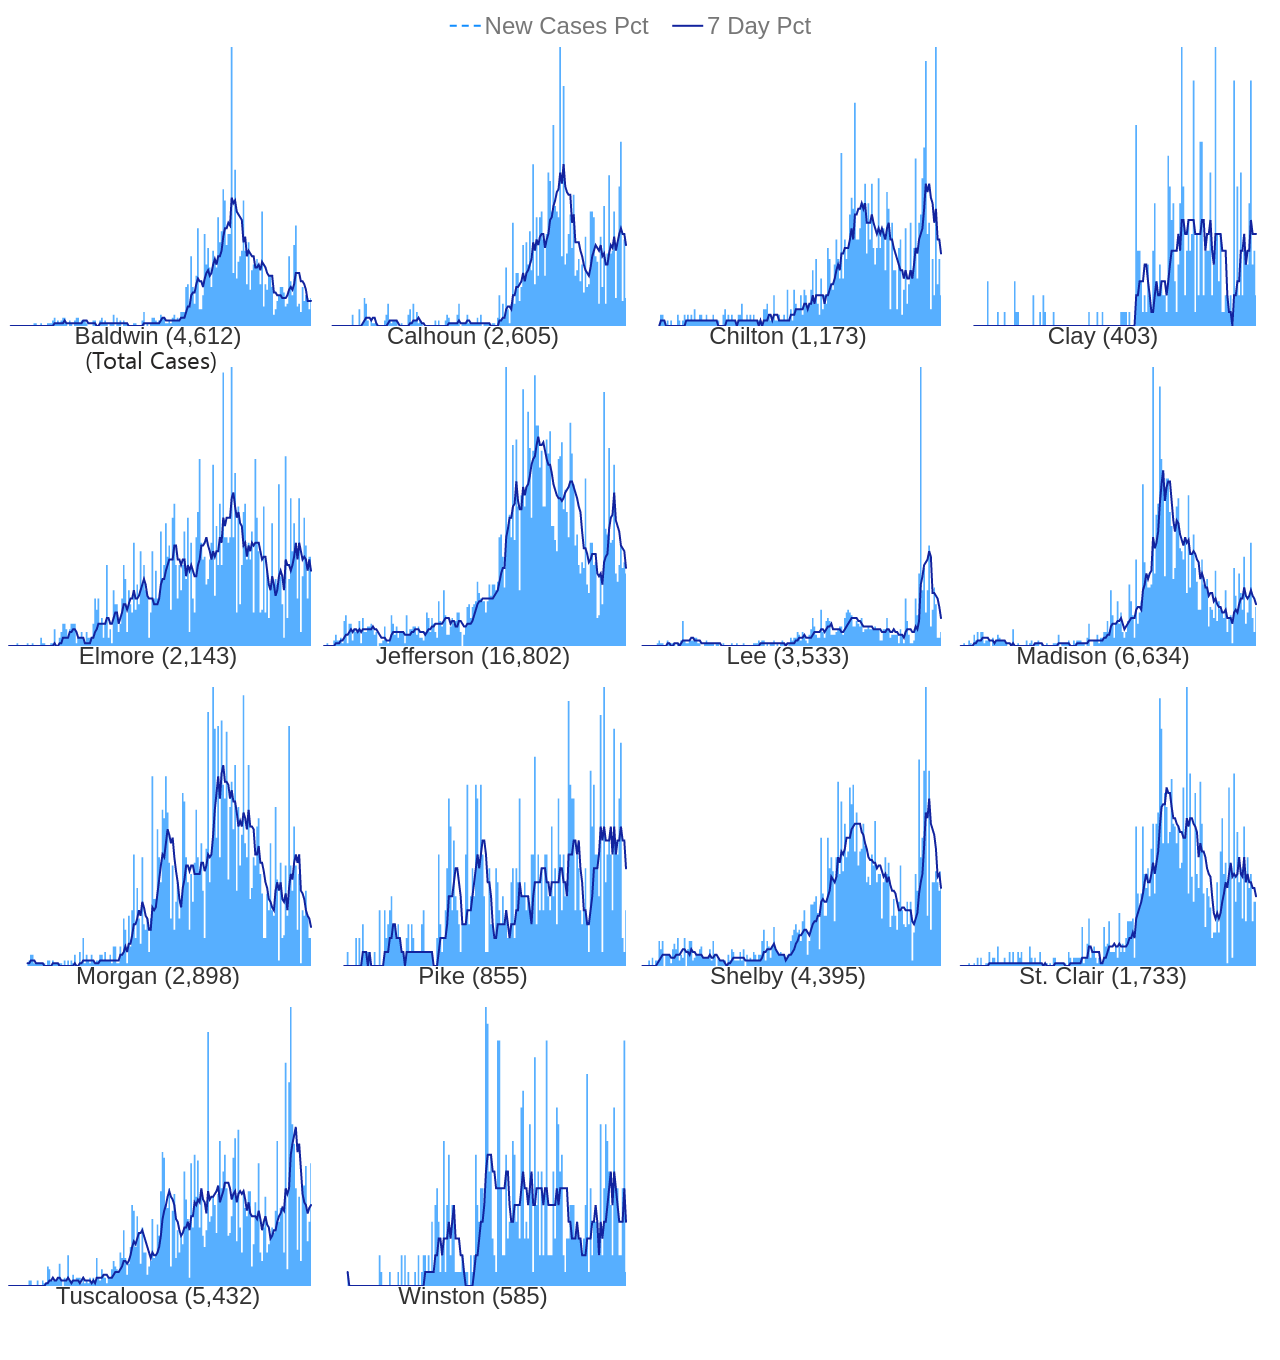 New Cases Pct 7 Day Pct
Baldwin (4,612) Calhoun (2,605) Chilton (1,173) Clay (403)
(Total Cases)
Elmore (2,143) Jefferson (16,802) Lee (3,533) Madison (6,634)
Morgan (2,898) Pike (855) Shelby (4,395) St. Clair (1,733)
Tuscaloosa (5,432) Winston (585)